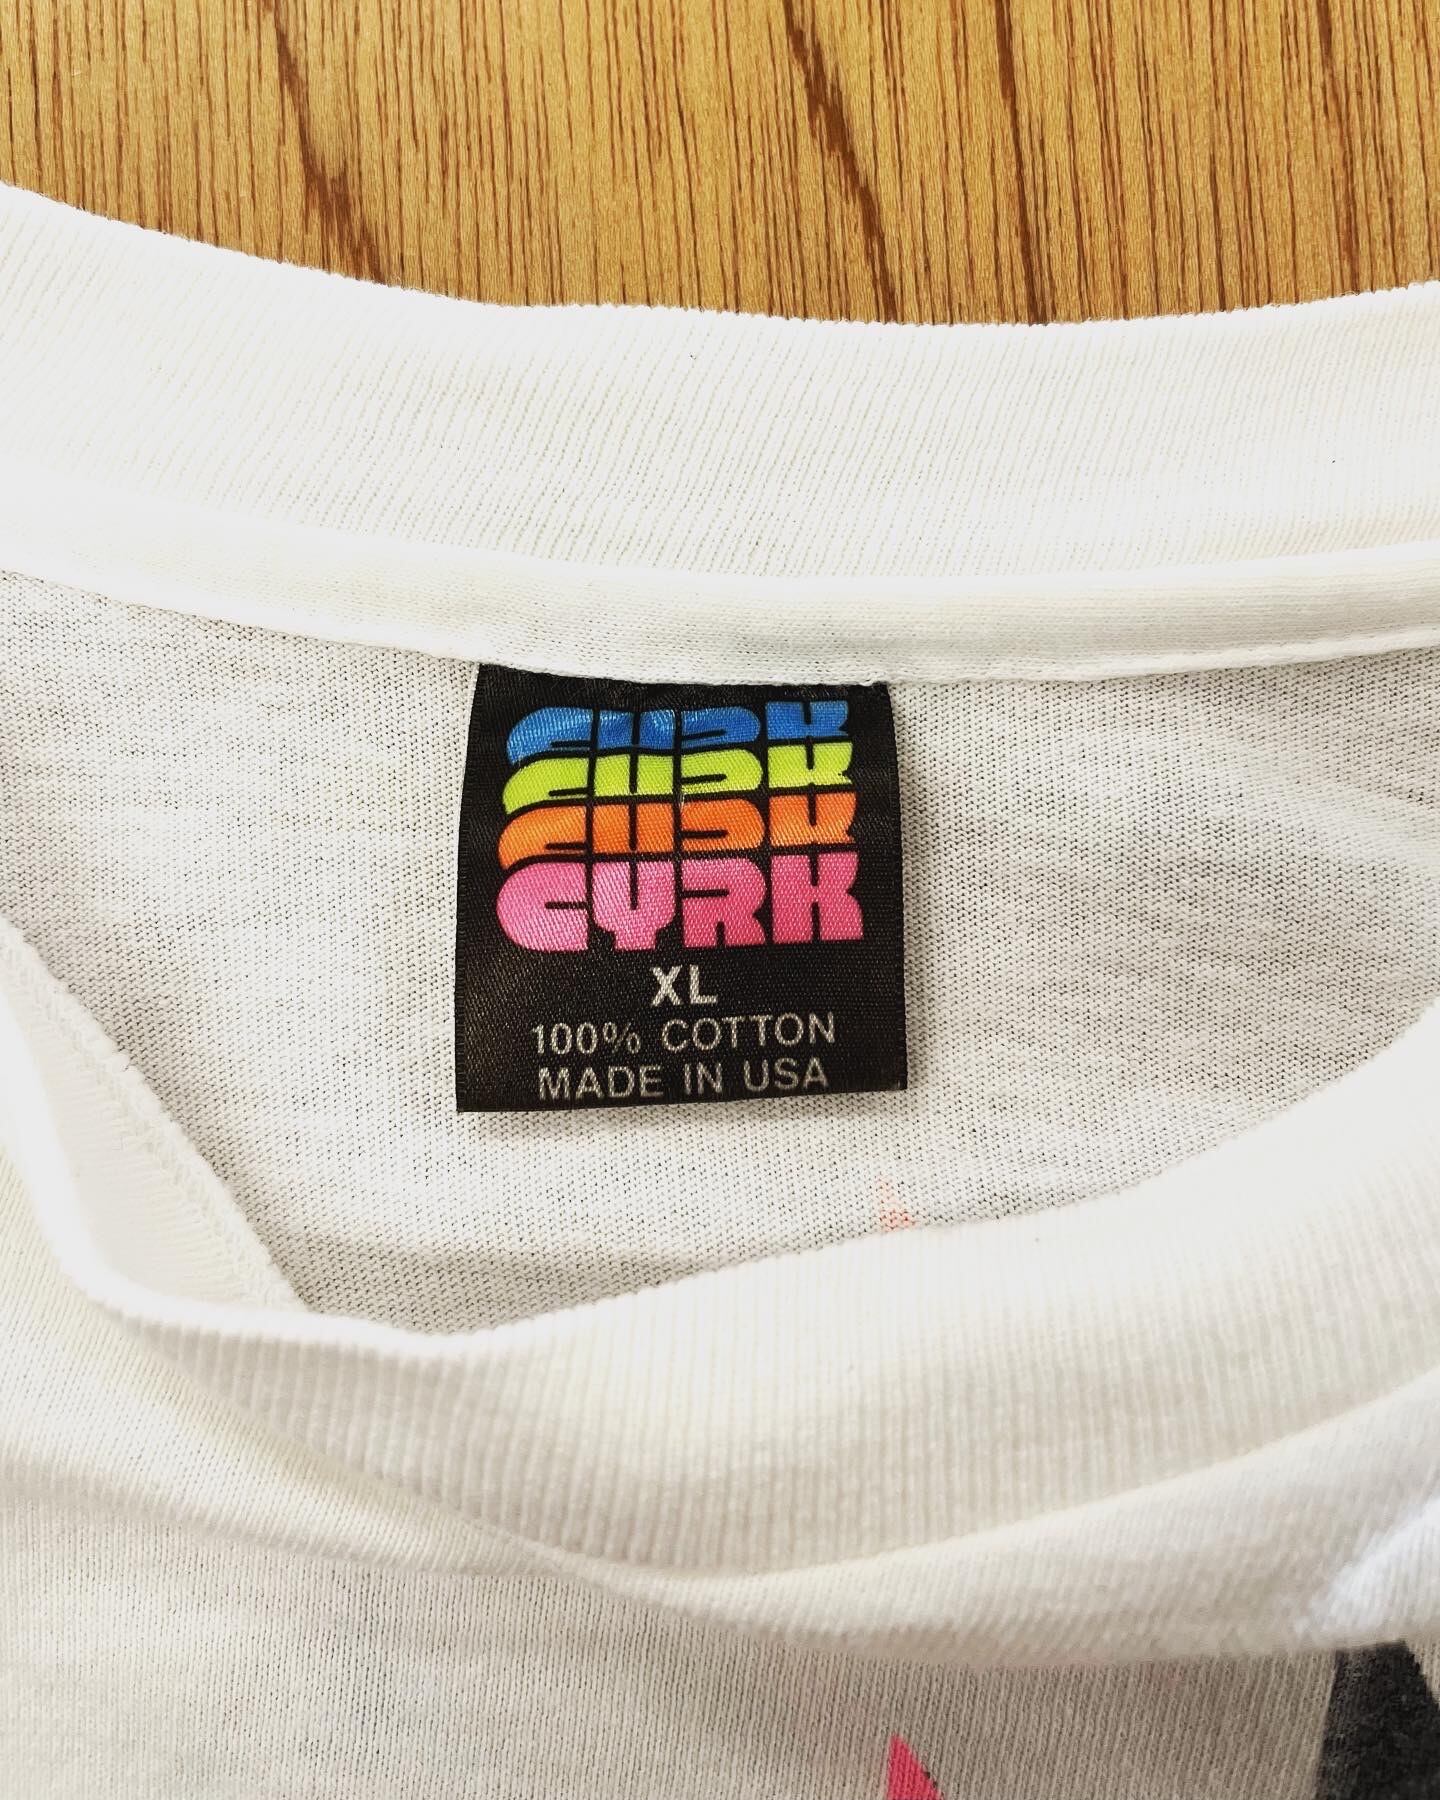 CYRK
XL
100% COTTON
MADE IN USA